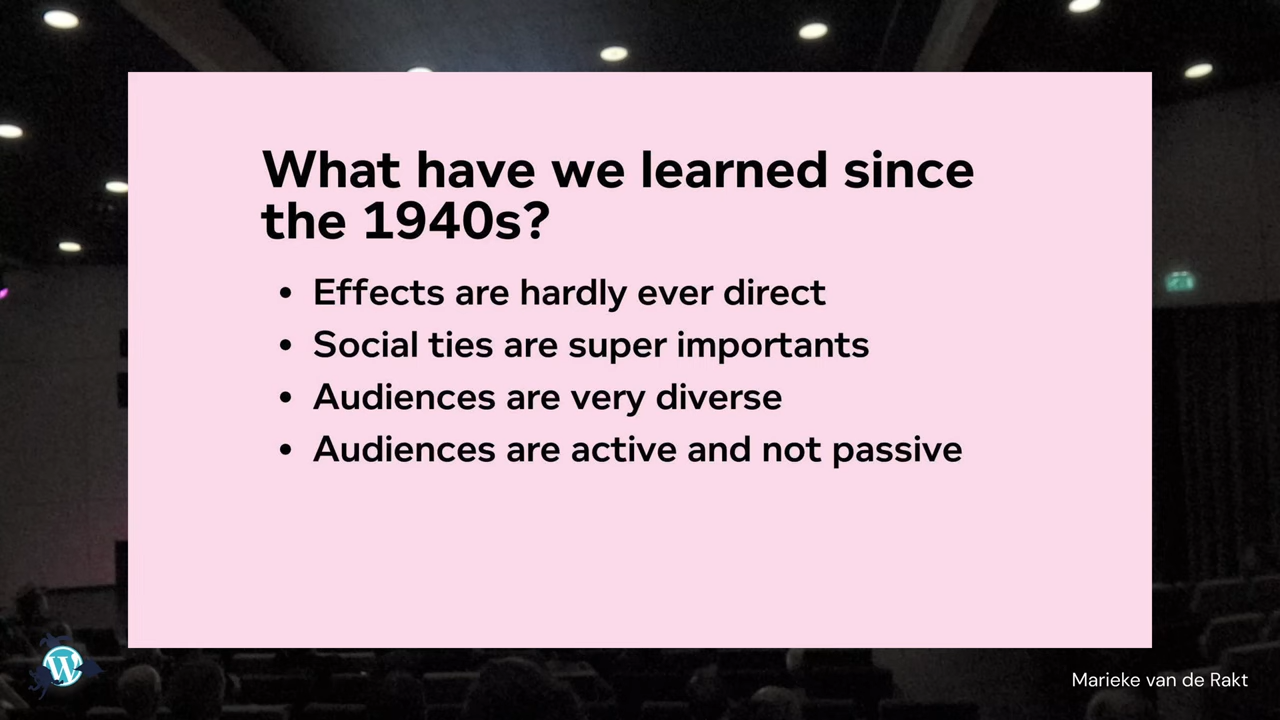 What have we learned since
the 1940s?
• Effects are hardly ever direct
• Social ties are super importants
• Audiences are very diverse
• Audiences are active and not passive
W
Marieke van de Rakt